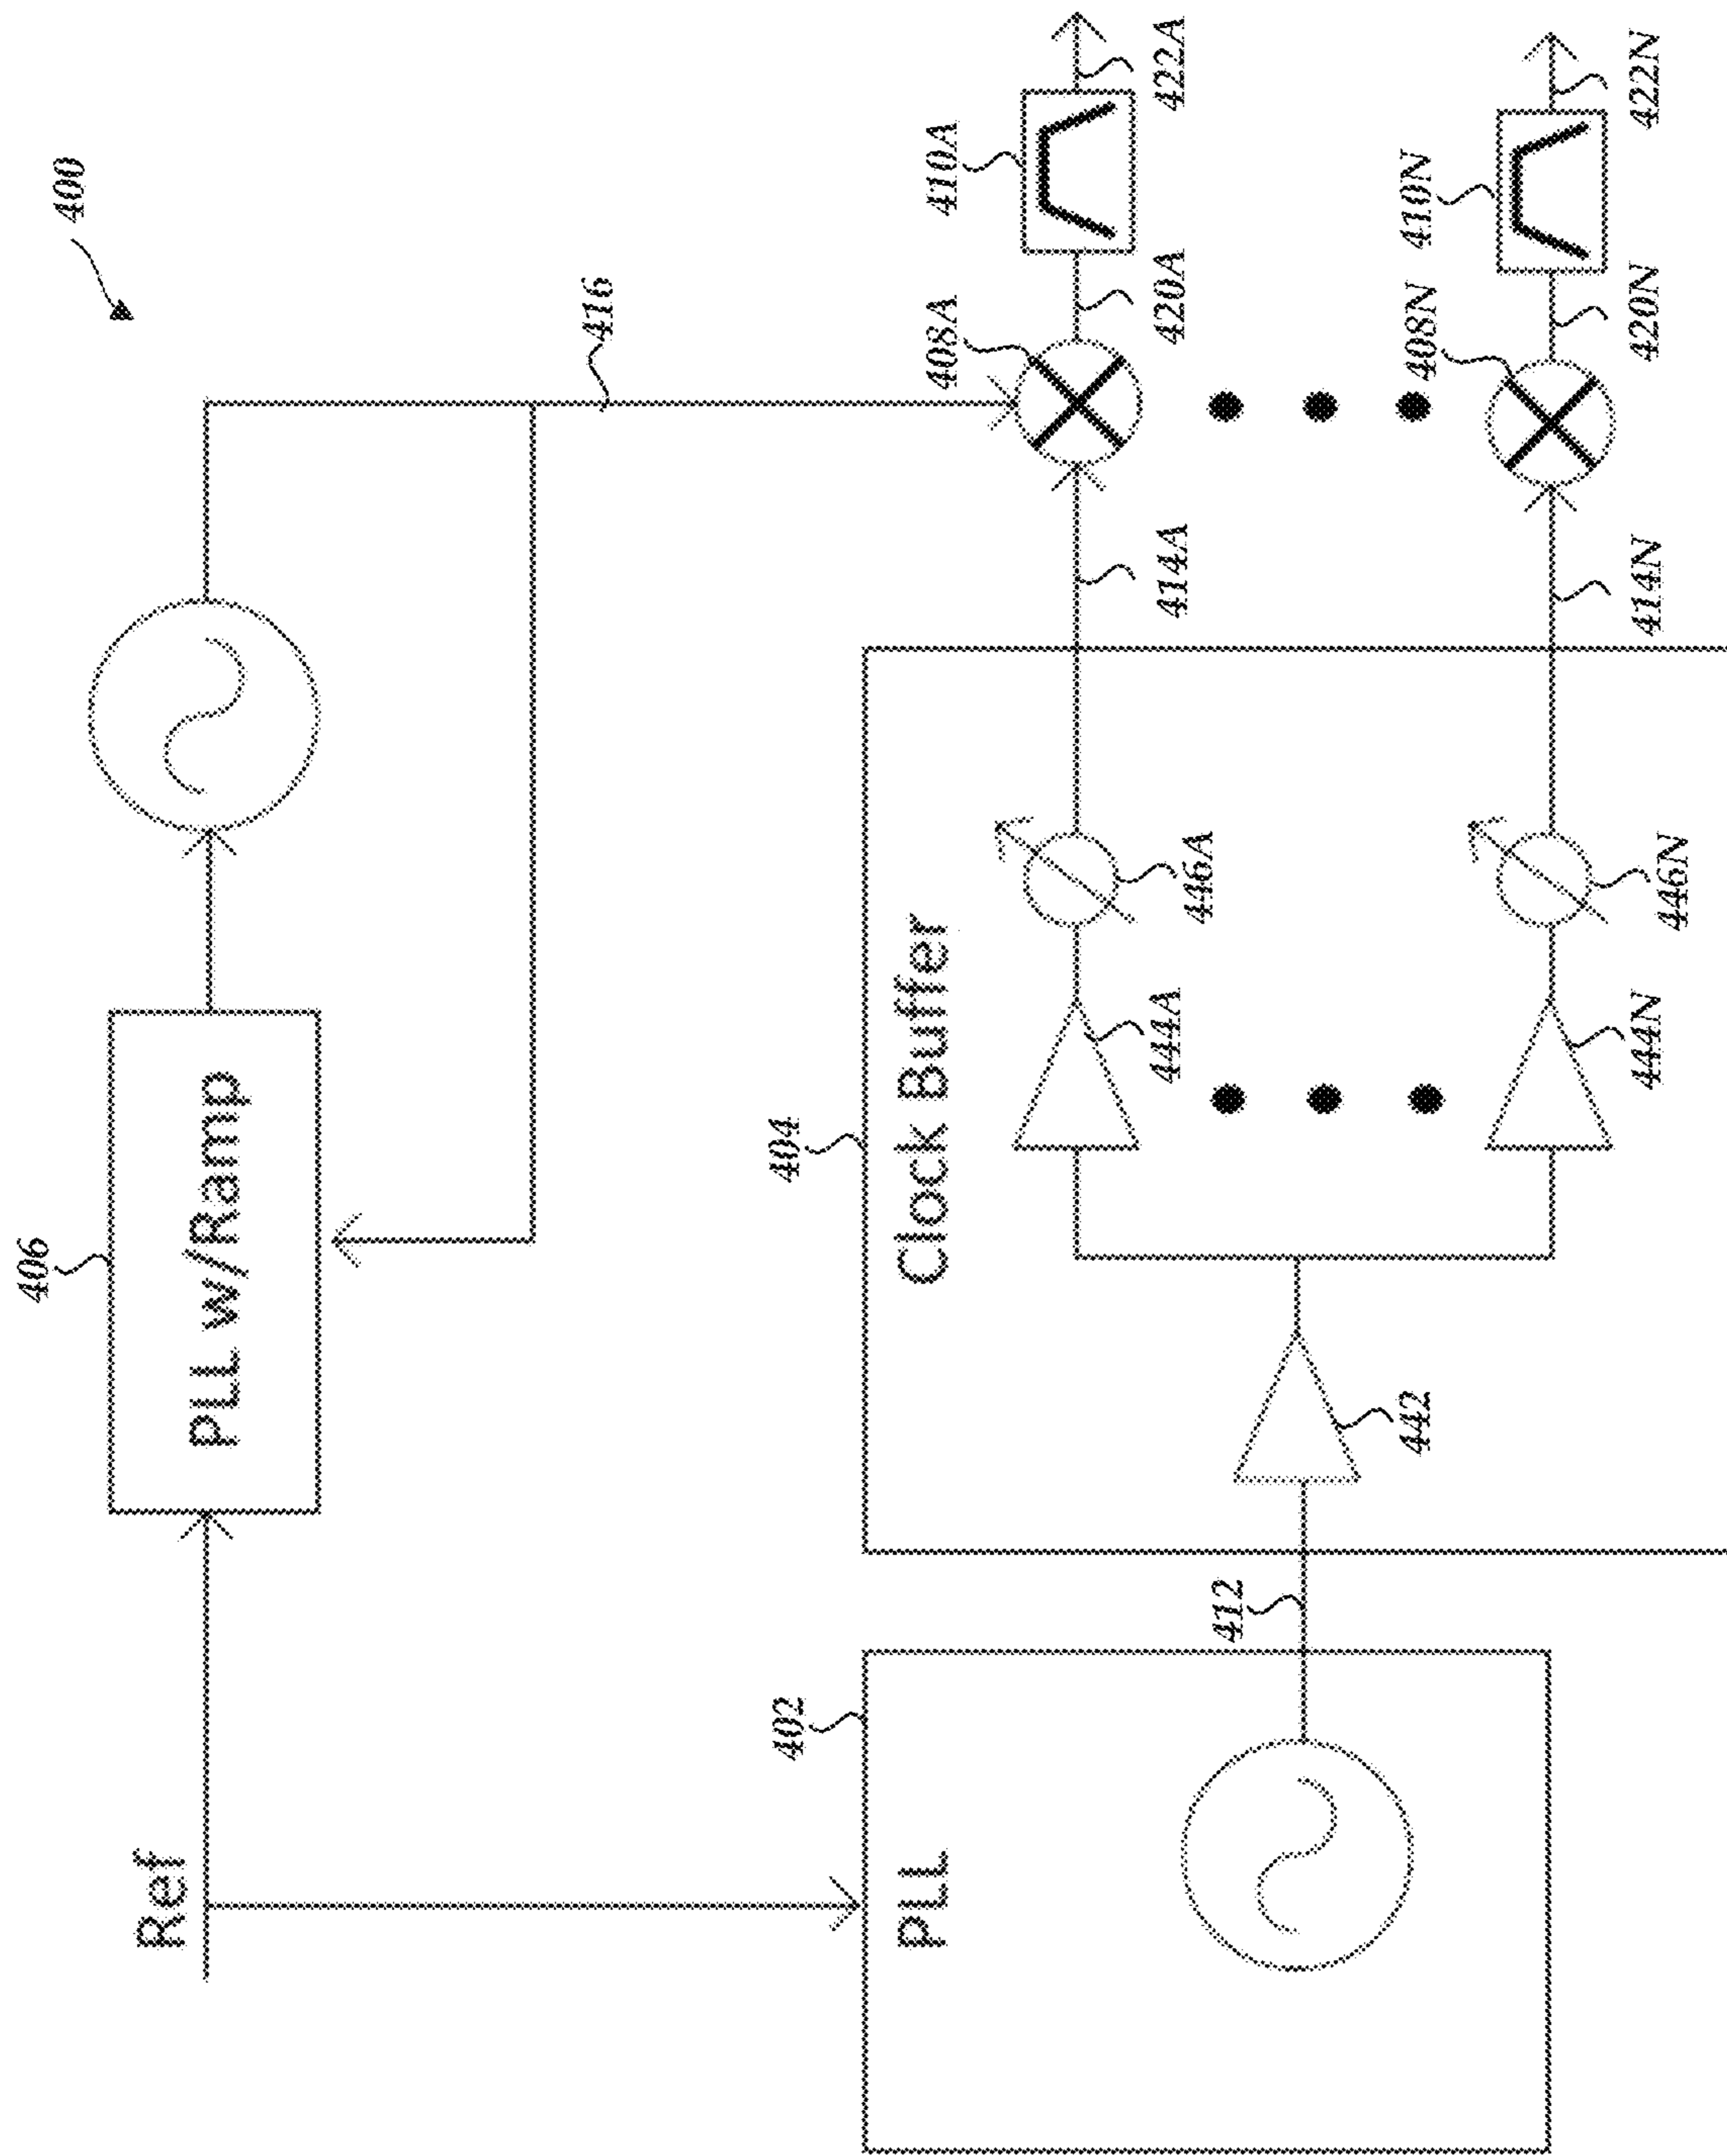 400
406
PLL w/Ramp
Ref
416
404
Clock Buffer
402
PLL
412
442
444A
446A
414A
408A
420A
410A
422A
444N
446N
414N
408N
420N
410N
422N